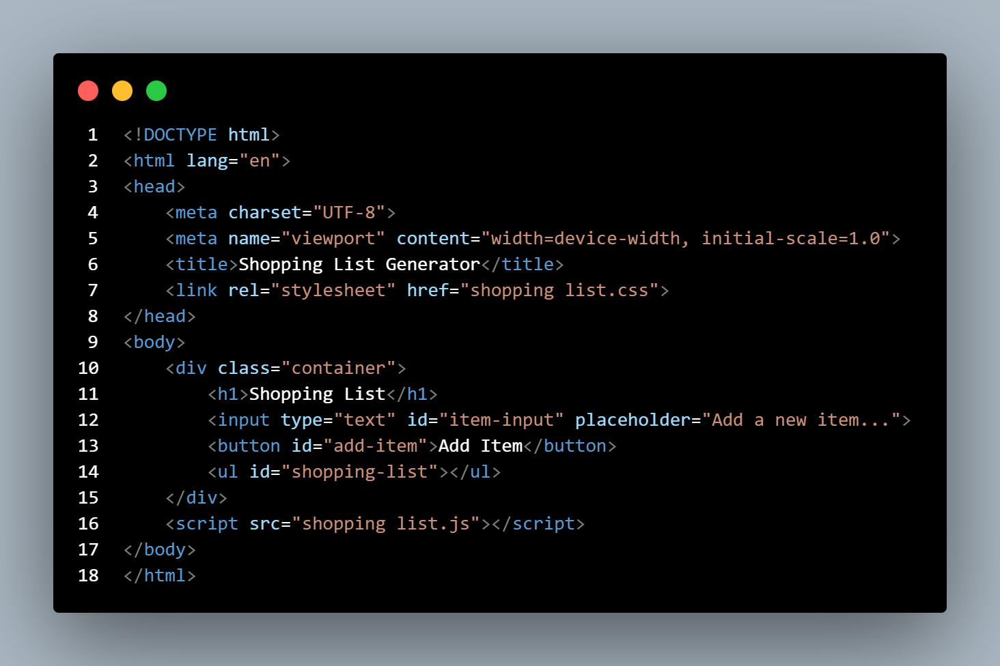 1 <!DOCTYPE html>
2 <html lang="en">
3 <head>
4     <meta charset="UTF-8">
5     <meta name="viewport" content="width=device-width, initial-scale=1.0">
6     <title>Shopping List Generator</title>
7     <link rel="stylesheet" href="shopping list.css">
8 </head>
9 <body>
10     <div class="container">
11         <h1>Shopping List</h1>
12         <input type="text" id="item-input" placeholder="Add a new item...">
13         <button id="add-item">Add Item</button>
14         <ul id="shopping-list"></ul>
15     </div>
16     <script src="shopping list.js"></script>
17 </body>
18 </html>